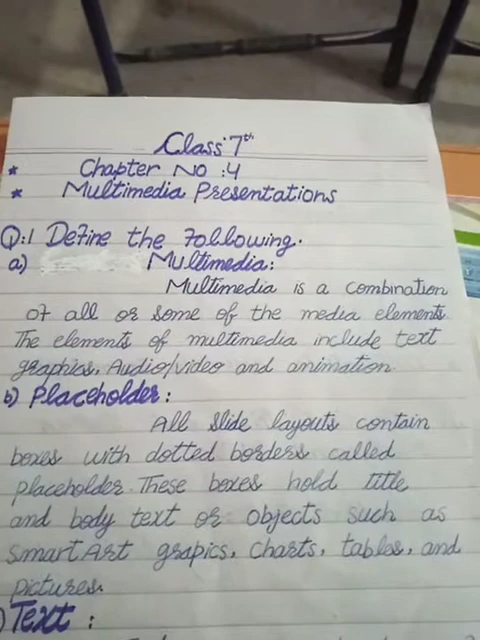 Class 7th
* Chapter No :4
* Multimedia Presentations
Q:1 Define the following.
a) Multimedia:
Multimedia is a combination
of all or some of the media elements.
The elements of multimedia include text
graphics, Audio/video and animation.
b) Placeholder:
All slide layouts contain
boxes with dotted borders called
placeholder. These boxes hold title
and body text or objects such as
SmartArt grapics, charts, tables, and
pictures.
) Text: